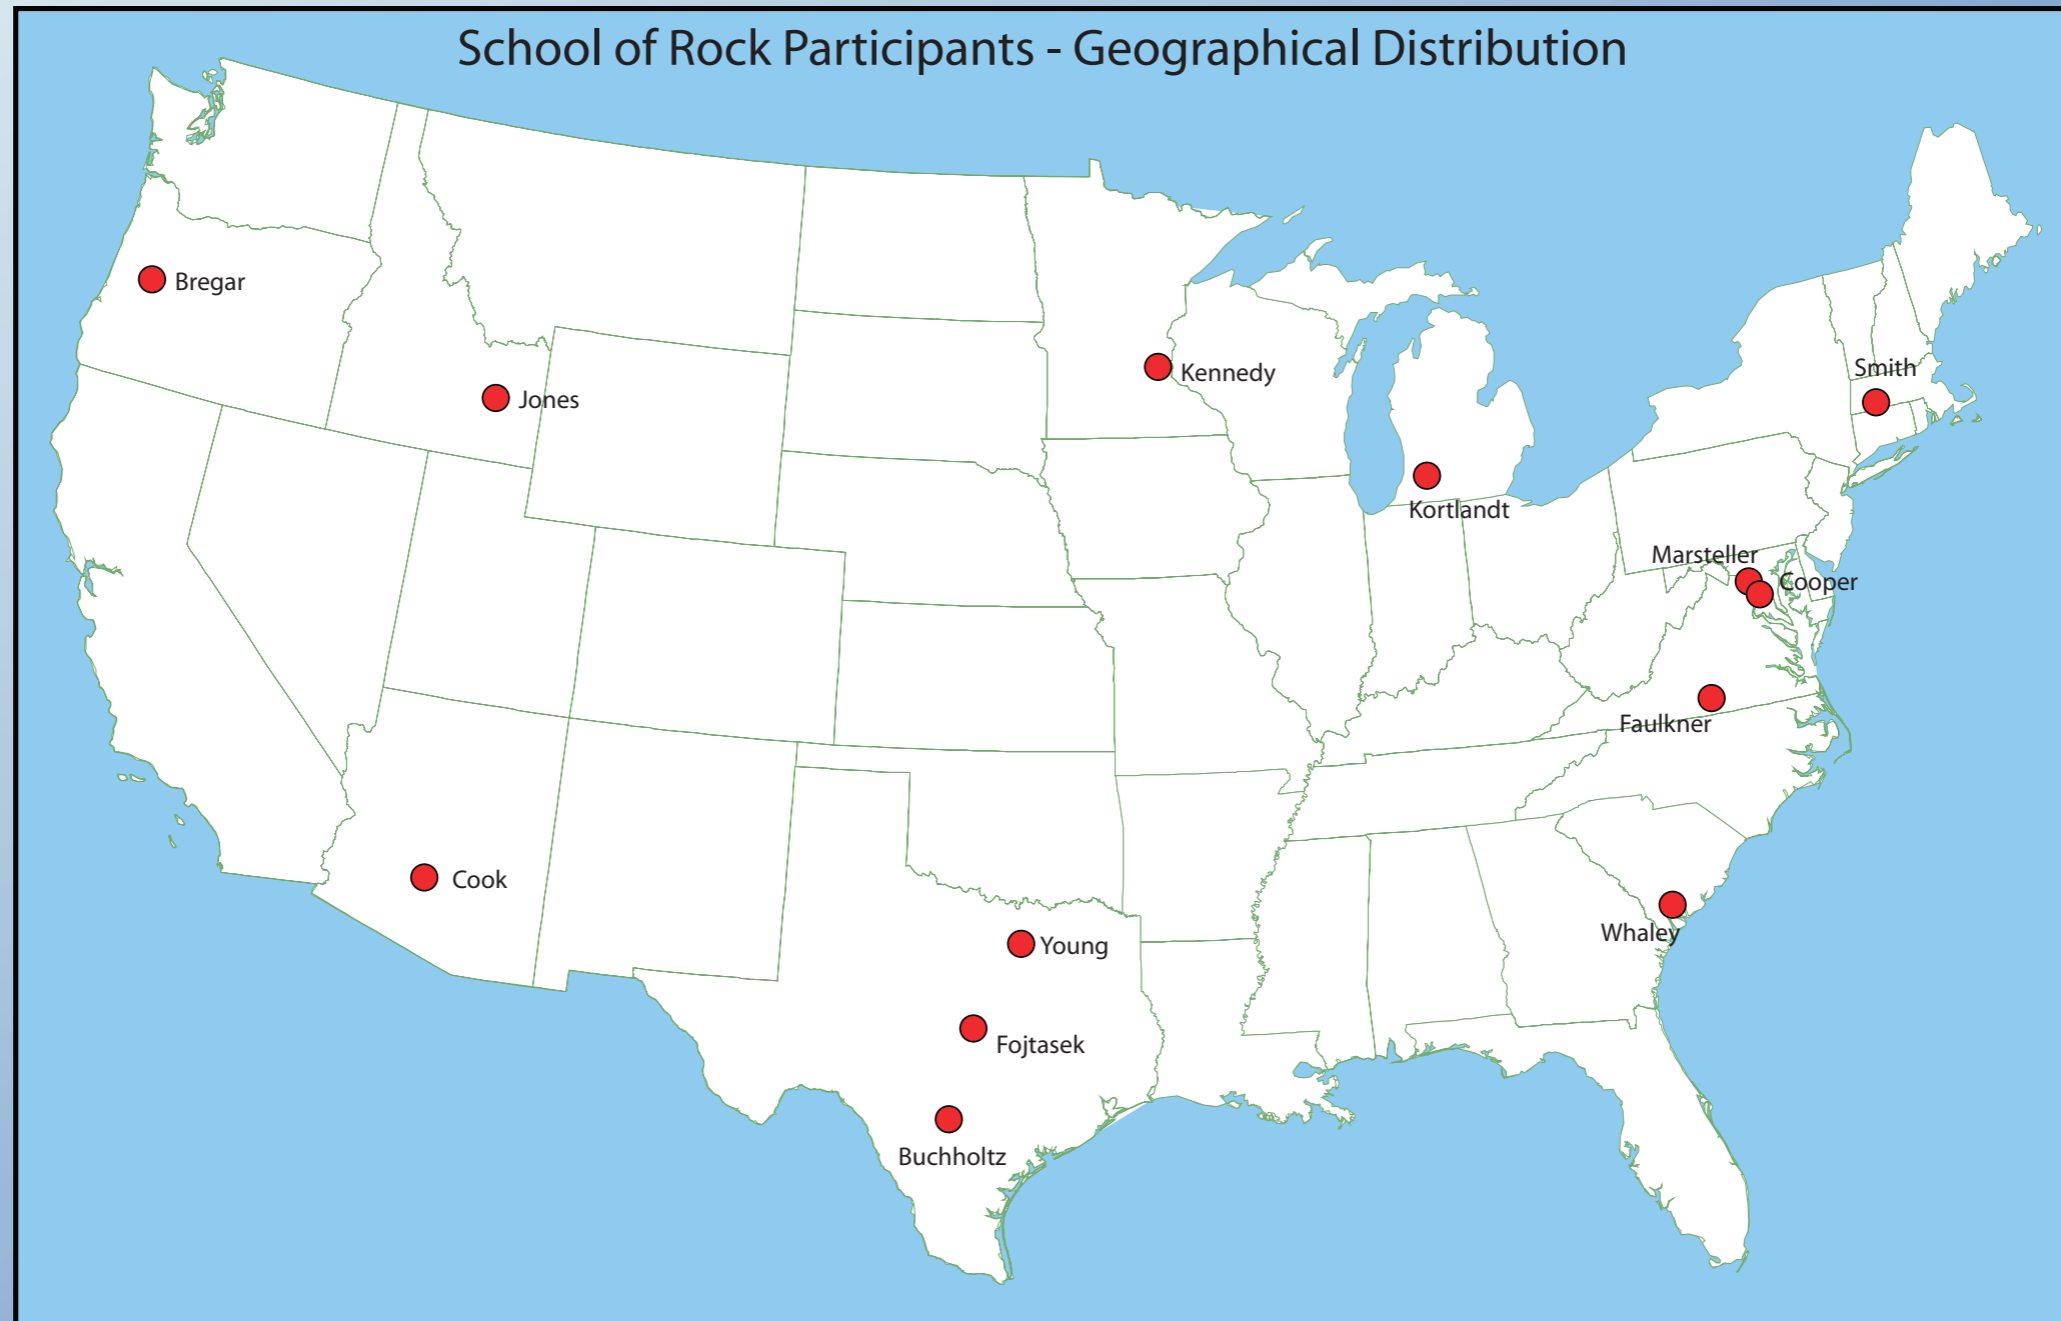 School of Rock Participants - Geographical Distribution
Bregar
Jones
Kennedy
Smith
Kortlandt
Marsteller
Cooper
Faulkner
Cook
Whaley
Young
Fojtasek
Buchholtz